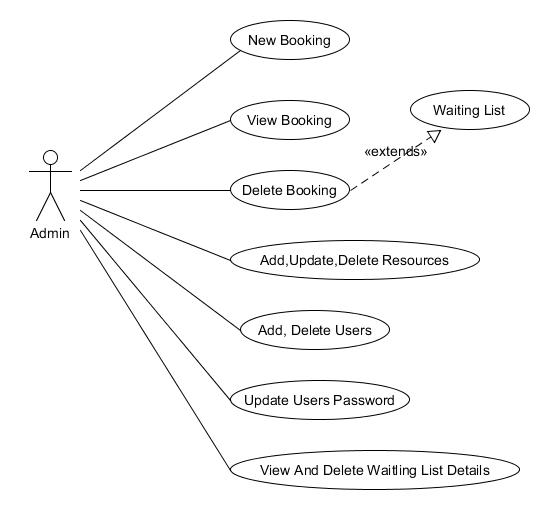 New Booking
Waiting List
View Booking
«extends»
Delete Booking
Admin
Add,Update,Delete Resources
Add, Delete Users
Update Users Password
View And Delete Waitling List Details